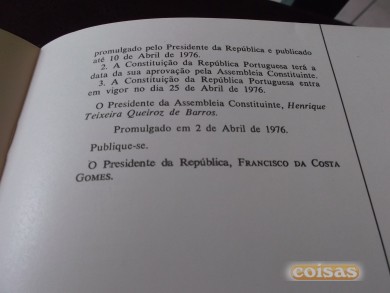 promulgado pelo Presidente da República e publicado
até 10 de Abril de 1976.
2. A Constituição da República Portuguesa terá a
data da sua aprovação pela Assembleia Constituinte.
3. A Constituição da República Portuguesa entra
em vigor no dia 25 de Abril de 1976.
O Presidente da Assembleia Constituinte, Henrique
Teixeira Queiroz de Barros.
Promulgado em 2 de Abril de 1976.
Publique-se.
O Presidente da República, FRANCISCO DA COSTA
GOMES.
coisas